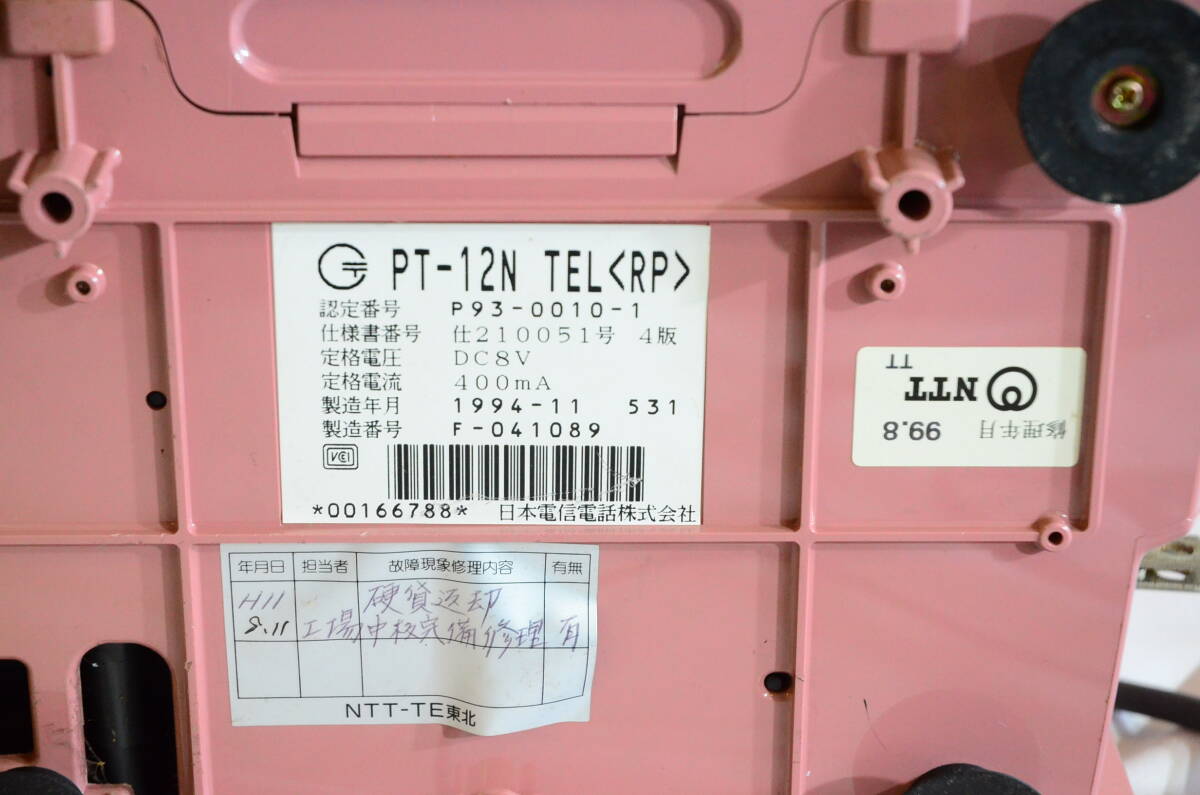 PT-12N TEL<RP>
認定番号 P93-0010-1
仕様書番号 仕210051号 4版
定格電圧 DC8V
定格電流 400mA
製造年月 1994-11 531
製造番号 F-041089
VCCI
*00166788* 日本電信電話株式会社
修理年月 99.8
NTT
TT
年月日 担当者 故障現象修理内容 有無
H11 硬貨返却
8.11 工場 完備修理 有
NTT-TE東北